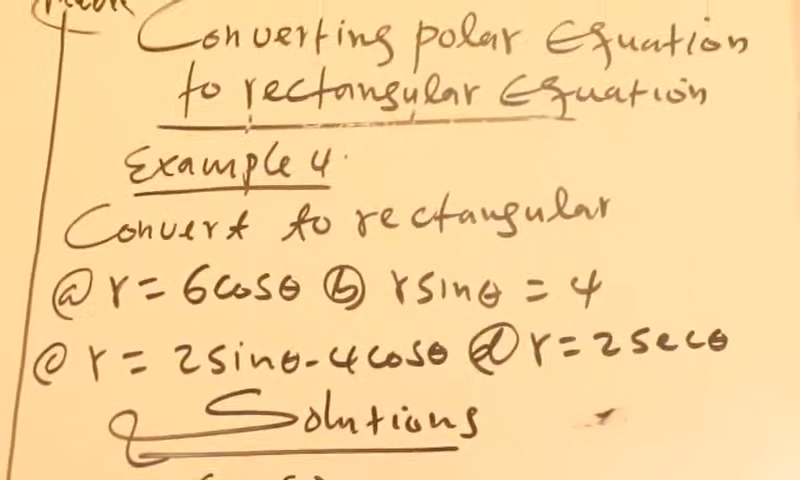 Converting polar Equation
to rectangular Equation
Example 4.
Convert to rectangular
ⓐ r = 6cosθ ⓑ rsinθ = 4
ⓒ r = 2sinθ-4cosθ ⓓ r=2secθ
Solutions